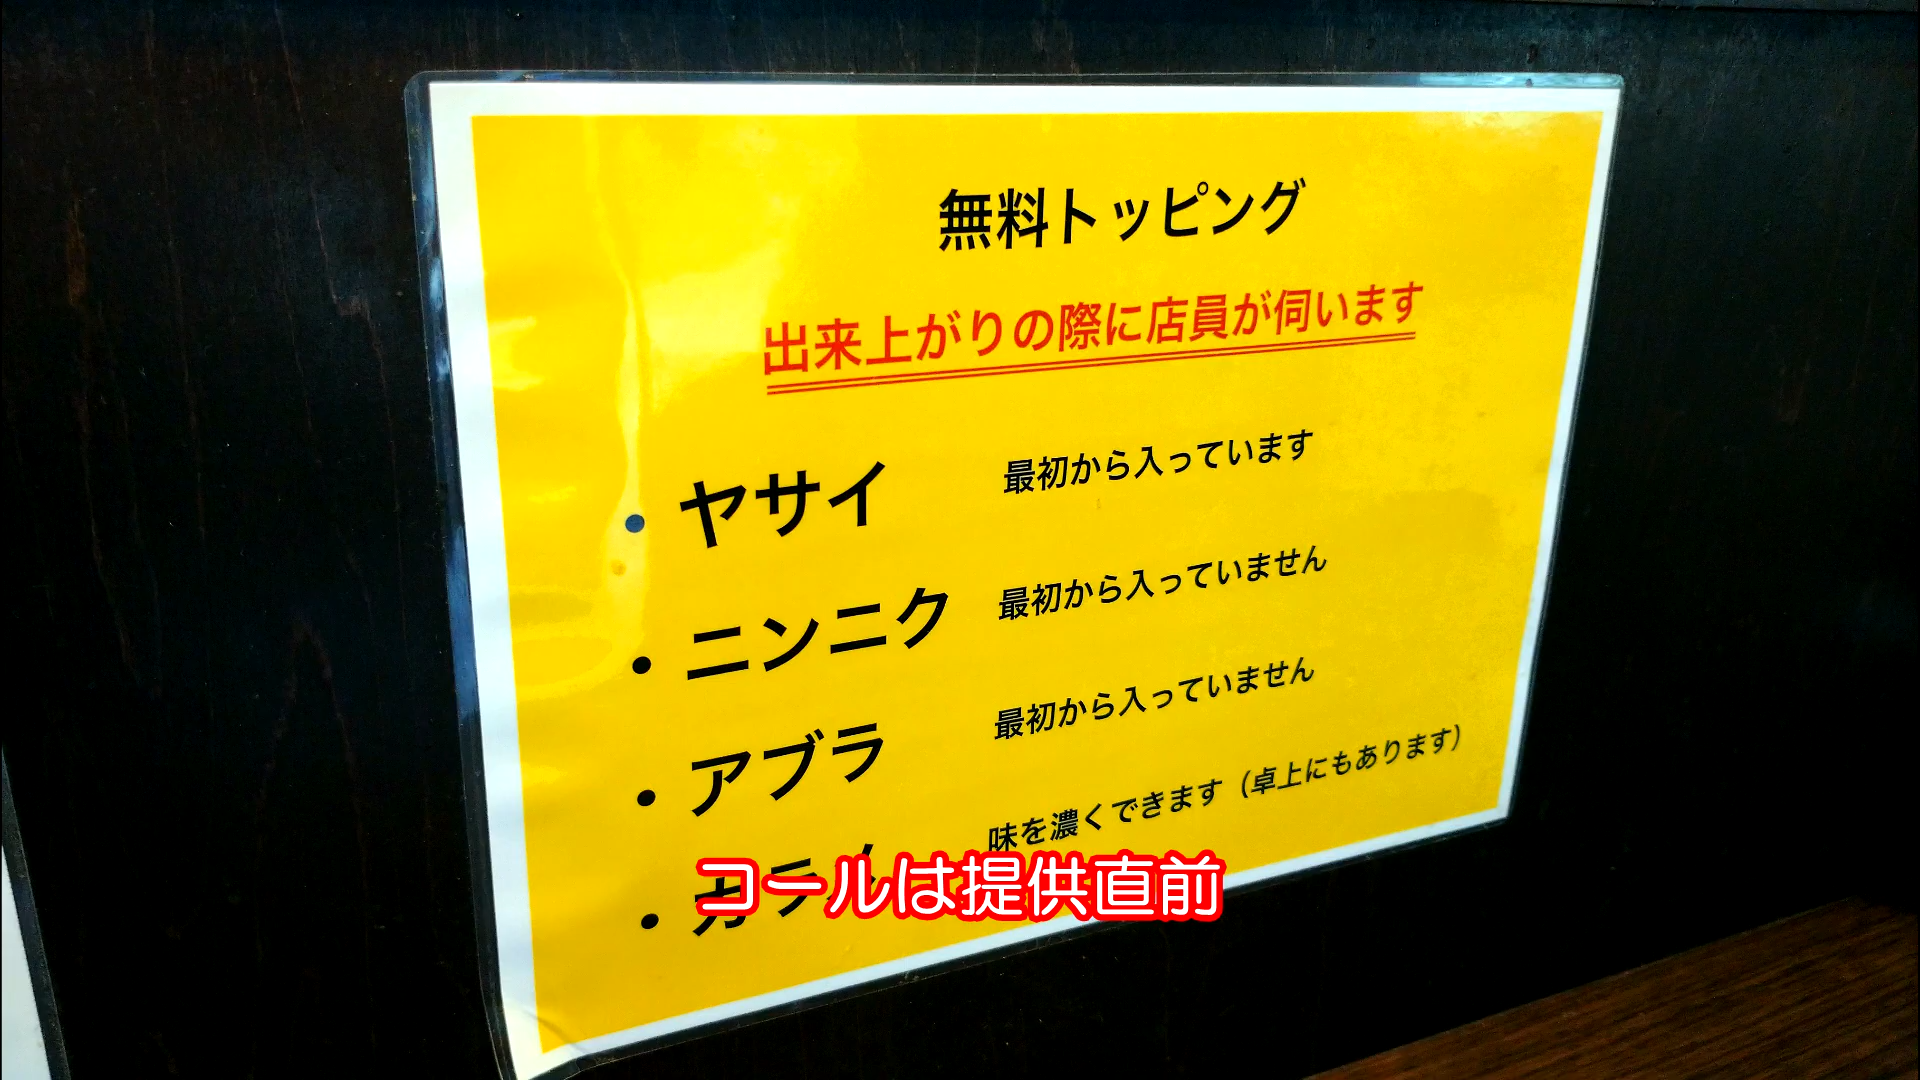 無料トッピング
出来上がりの際に店員が伺います
・ヤサイ 最初から入っています
・ニンニク 最初から入っていません
・アブラ 最初から入っていません
・カラメ 味を濃くできます（卓上にもあります）
コールは提供直前